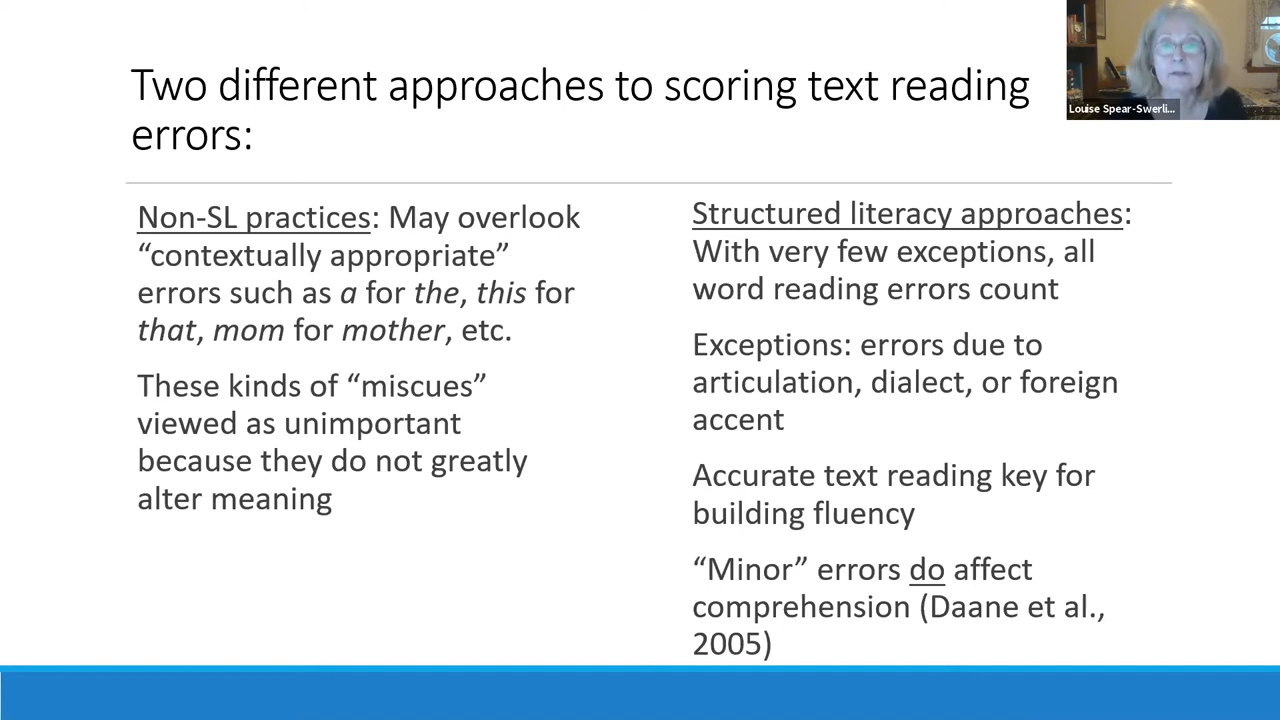 Two different approaches to scoring text reading
errors:
Louise Spear-Swerli...
Non-SL practices: May overlook
“contextually appropriate”
errors such as a for the, this for
that, mom for mother, etc.
These kinds of “miscues”
viewed as unimportant
because they do not greatly
alter meaning
Structured literacy approaches:
With very few exceptions, all
word reading errors count
Exceptions: errors due to
articulation, dialect, or foreign
accent
Accurate text reading key for
building fluency
“Minor” errors do affect
comprehension (Daane et al.,
2005)